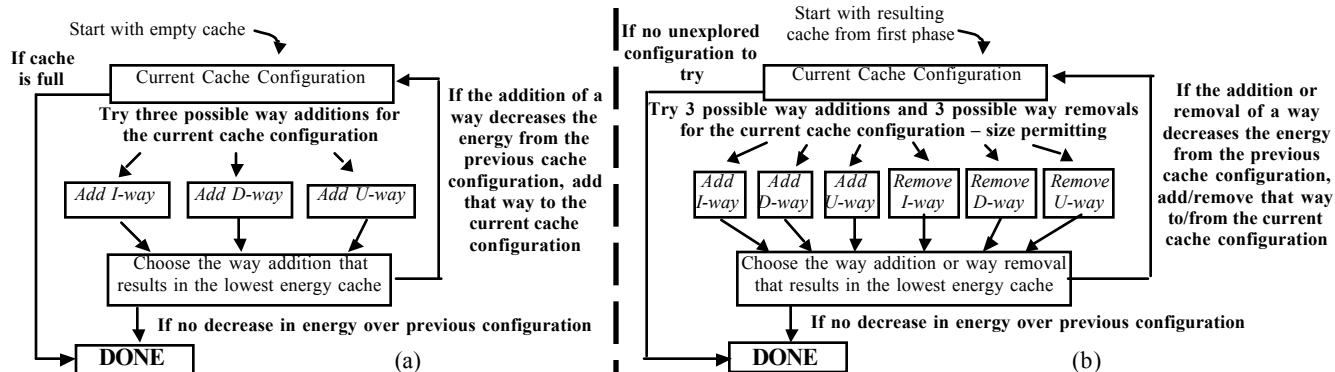 Start with empty cache
If cache
is full
Current Cache Configuration
Try three possible way additions for
the current cache configuration
Add I-way
Add D-way
Add U-way
Choose the way addition that
results in the lowest energy cache
If the addition of a
way decreases the
energy from the
previous cache
configuration, add
that way to the
current cache
configuration
If no decrease in energy over previous configuration
DONE
(a)
Start with resulting
cache from first phase
If no unexplored
configuration to
try
Current Cache Configuration
Try 3 possible way additions and 3 possible way removals
for the current cache configuration – size permitting
Add
I-way
Add
D-way
Add
U-way
Remove
I-way
Remove
D-way
Remove
U-way
Choose the way addition or way removal
that results in the lowest energy cache
If the addition or
removal of a way
decreases the energy
from the previous
cache configuration,
add/remove that way
to/from the current
cache configuration
If no decrease in energy over previous configuration
DONE
(b)